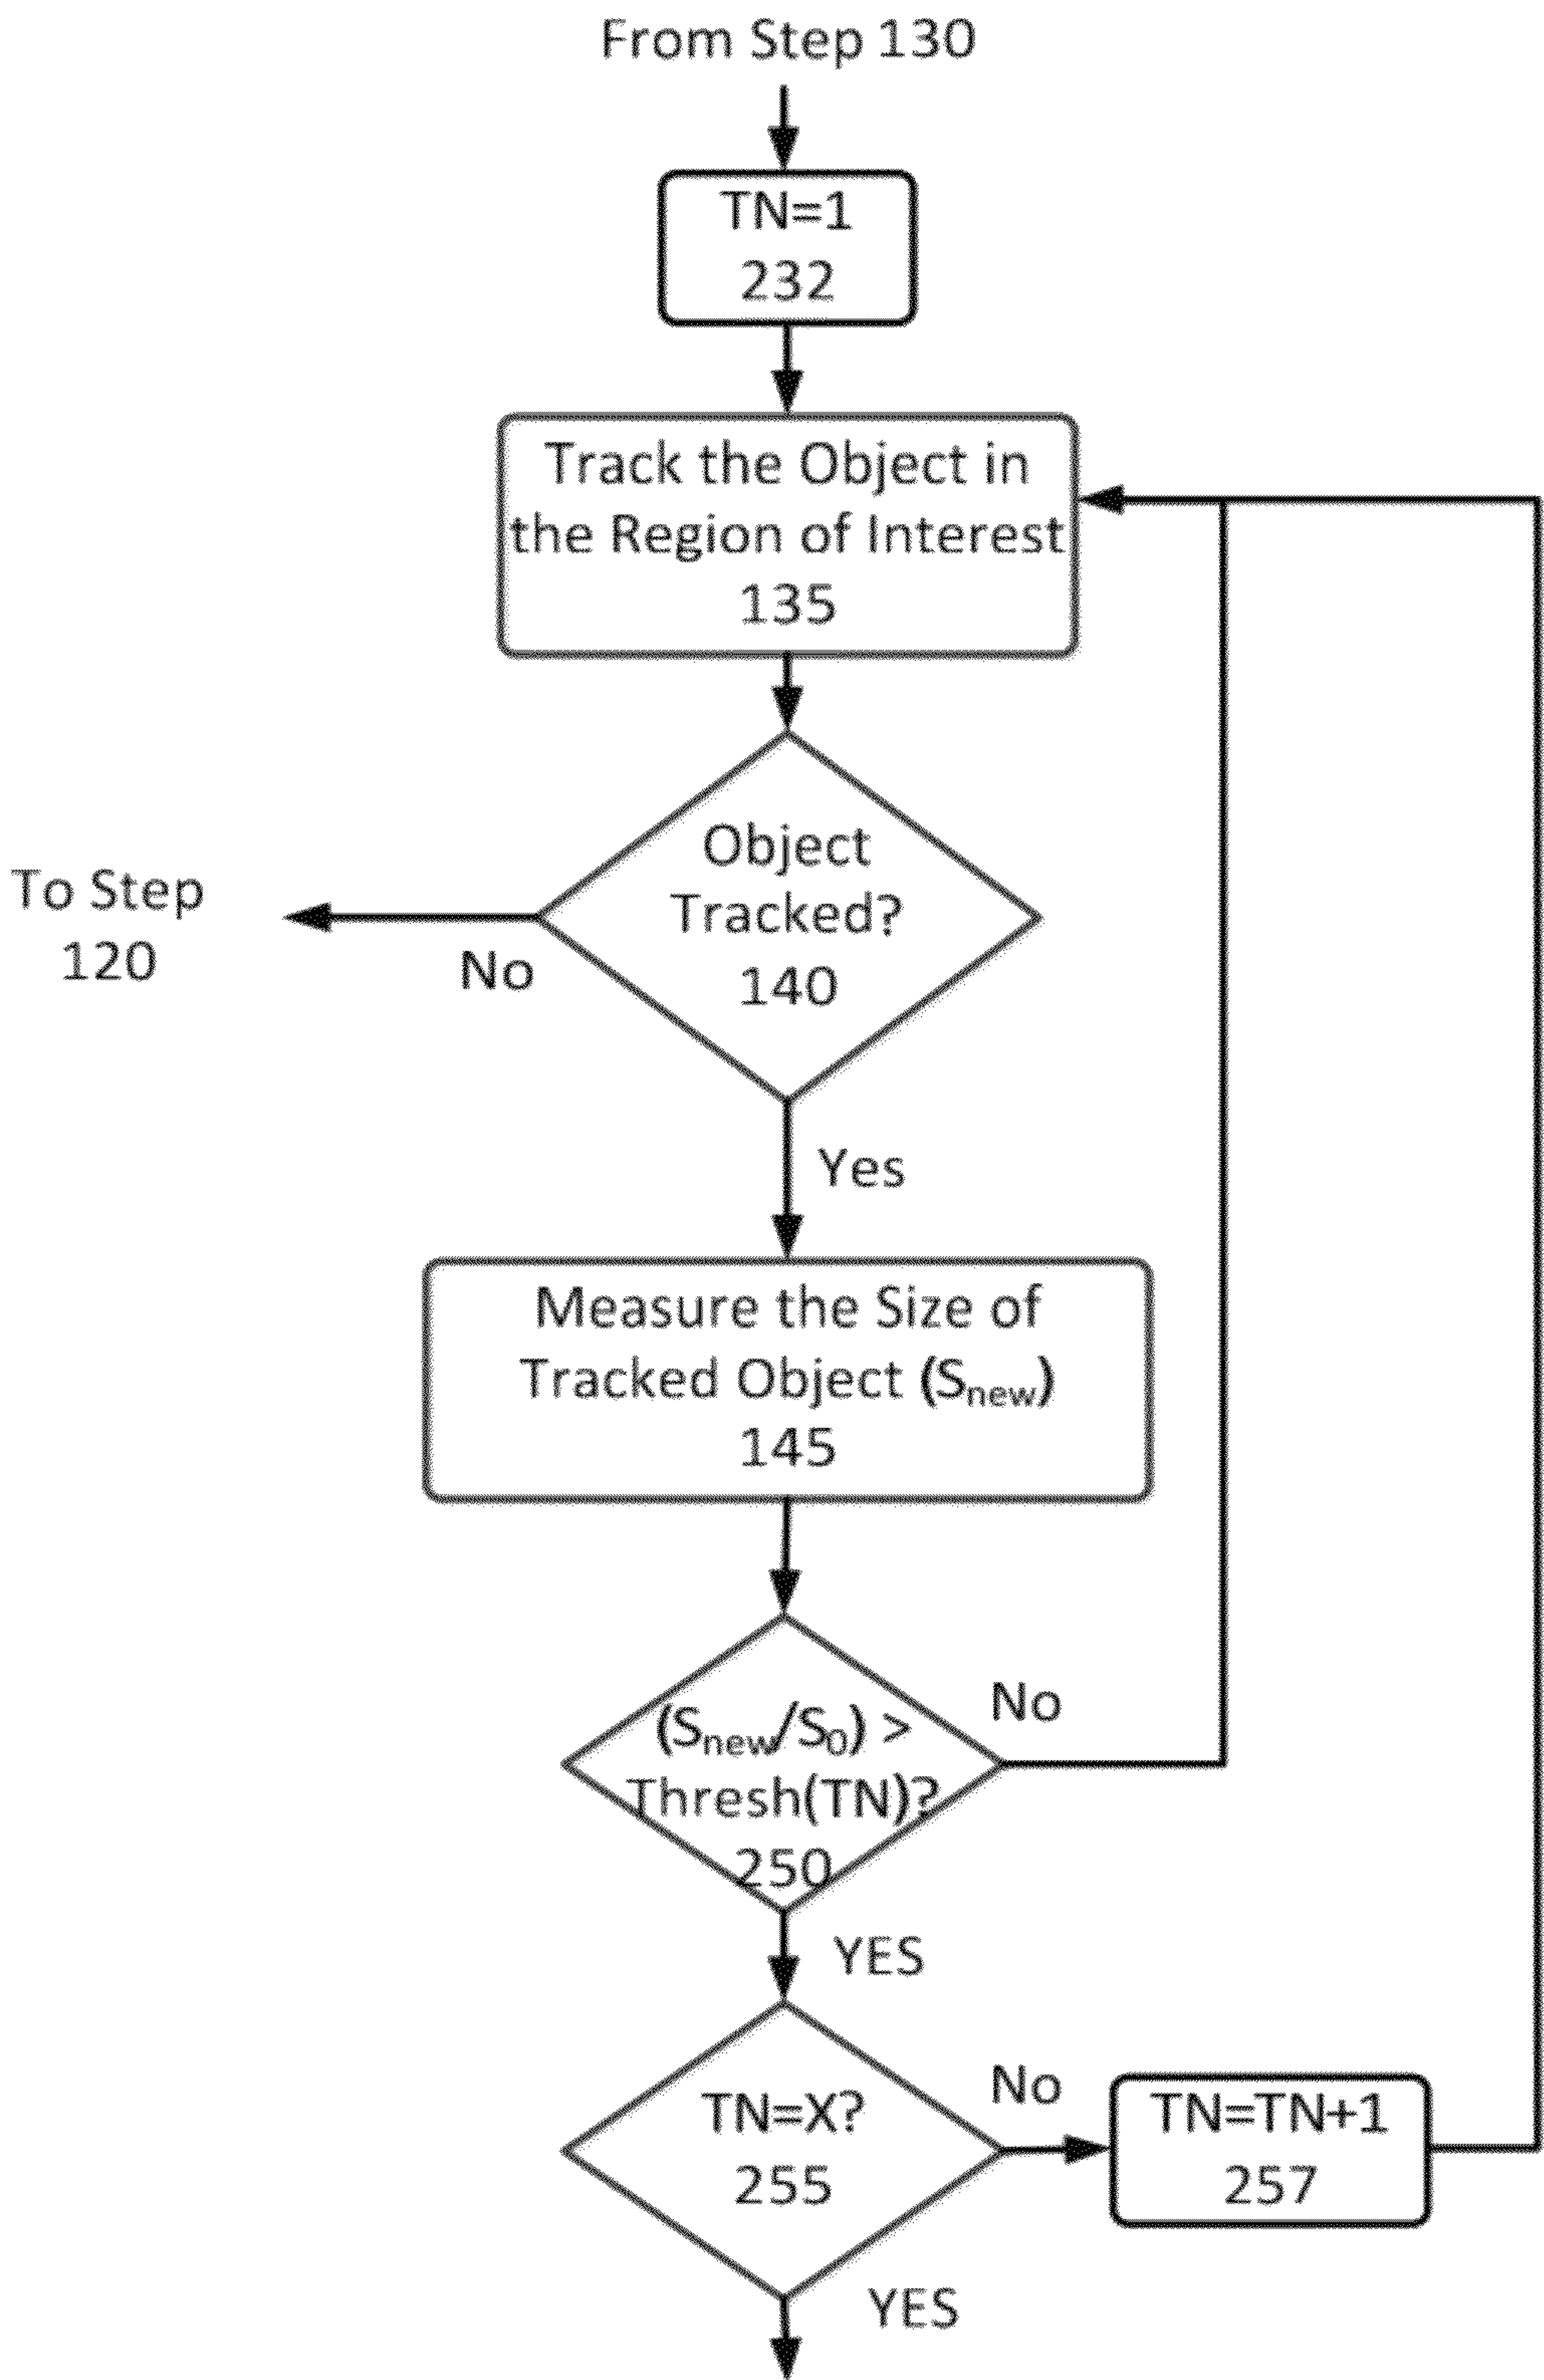 From Step 130
TN=1
232
Track the Object in
the Region of Interest
135
Object
Tracked?
140
To Step
120
No
Yes
Measure the Size of
Tracked Object (Snew)
145
(Snew/S0) >
Thresh(TN)?
250
No
YES
TN=X?
255
No
TN=TN+1
257
YES